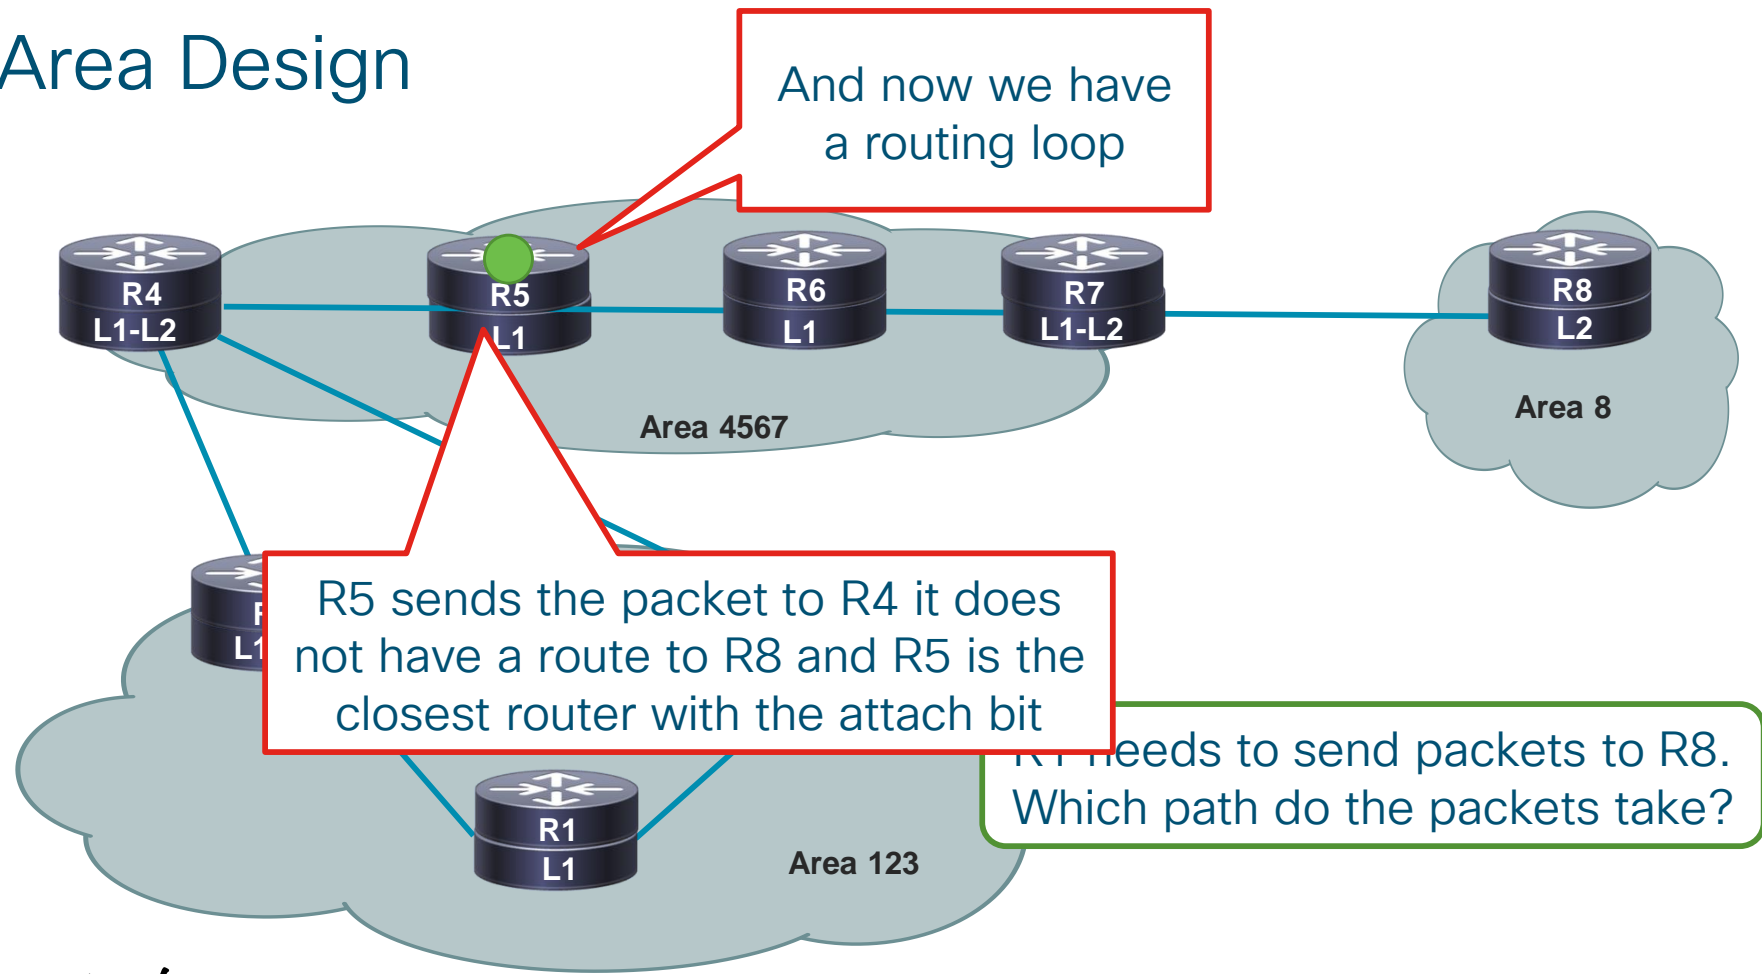 Area Design
And now we have
a routing loop
R4
L1-L2
R5
L1
R6
L1
R7
L1-L2
R8
L2
Area 4567
Area 8
R5 sends the packet to R4 it does
not have a route to R8 and R5 is the
closest router with the attach bit
needs to send packets to R8.
Which path do the packets take?
R1
L1
Area 123